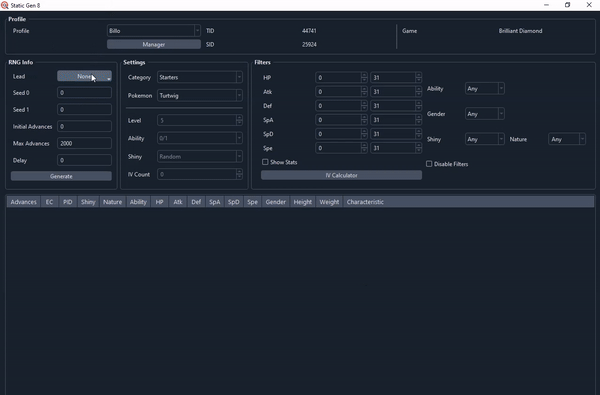 Static Gen 8
Profile
Profile Billo TID 44741 Game Brilliant Diamond
Manager SID 25924
RNG Info Settings Filters
Lead None Category Starters HP 0 31 Ability Any
Seed 0 0 Pokemon Turtwig Atk 0 31
Seed 1 0 Def 0 31 Gender Any
Initial Advances 0 Level 5 SpA 0 31
Max Advances 2000 Ability 0/1 SpD 0 31 Shiny Any Nature Any
Delay 0 Shiny Random Spe 0 31
Generate IV Count 0 Show Stats Disable Filters
IV Calculator
Advances EC PID Shiny Nature Ability HP Atk Def SpA SpD Spe Gender Height Weight Characteristic